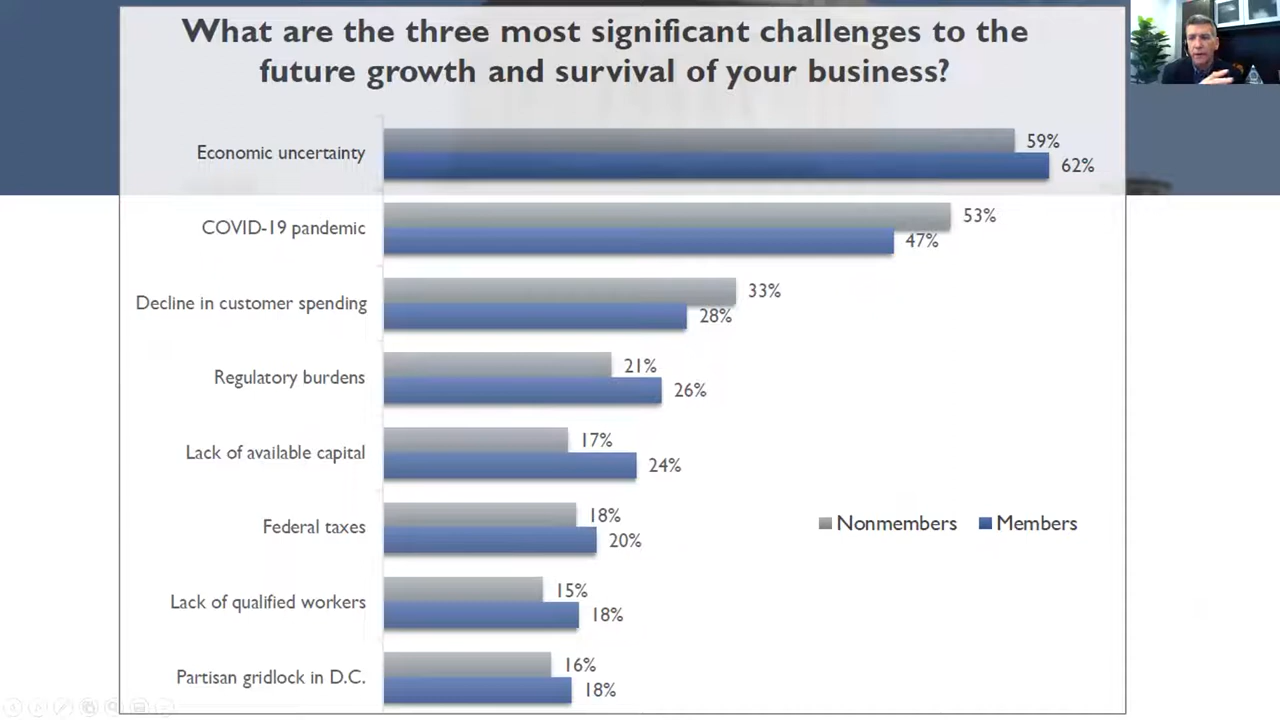 What are the three most significant challenges to the
future growth and survival of your business?
Economic uncertainty
59%
62%
COVID-19 pandemic
53%
47%
Decline in customer spending
33%
28%
Regulatory burdens
21%
26%
Lack of available capital
17%
24%
Federal taxes
18%
20%
Nonmembers
Members
Lack of qualified workers
15%
18%
Partisan gridlock in D.C.
16%
18%